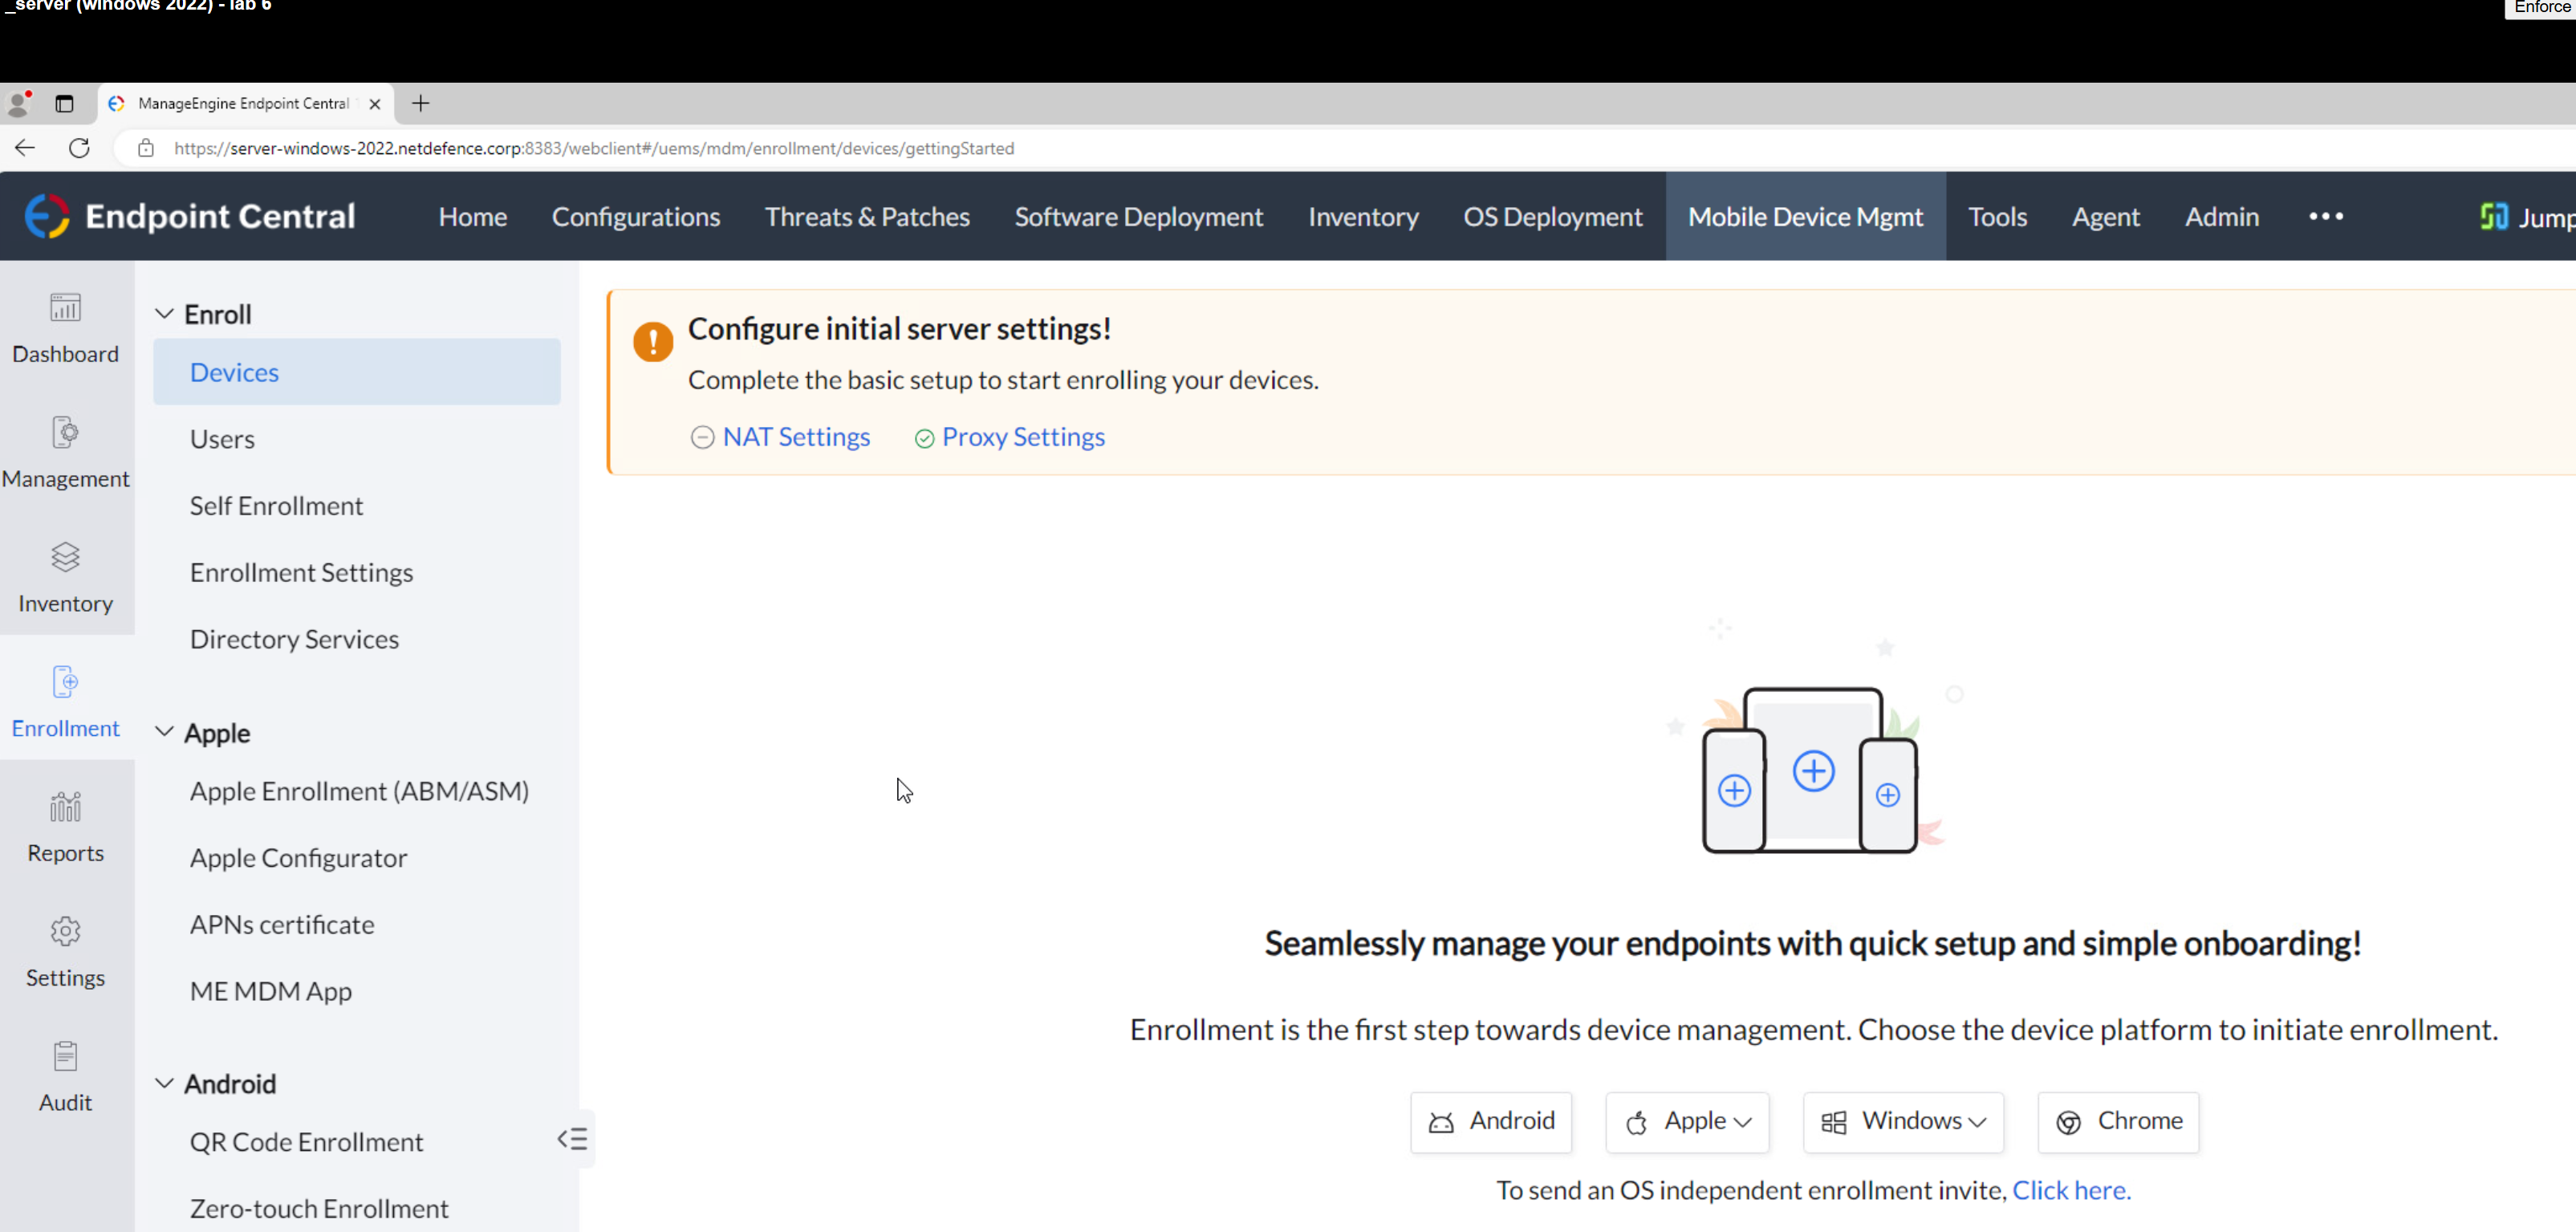 _server (windows 2022) - lab 6
Enforce
ManageEngine Endpoint Central
https://server-windows-2022.netdefence.corp:8383/webclient#/uems/mdm/enrollment/devices/gettingStarted
Endpoint Central
Home
Configurations
Threats & Patches
Software Deployment
Inventory
OS Deployment
Mobile Device Mgmt
Tools
Agent
Admin
Jump
Dashboard
Management
Inventory
Enrollment
Reports
Settings
Audit
Enroll
Devices
Users
Self Enrollment
Enrollment Settings
Directory Services
Apple
Apple Enrollment (ABM/ASM)
Apple Configurator
APNs certificate
ME MDM App
Android
QR Code Enrollment
Zero-touch Enrollment
Configure initial server settings!
Complete the basic setup to start enrolling your devices.
NAT Settings
Proxy Settings
Seamlessly manage your endpoints with quick setup and simple onboarding!
Enrollment is the first step towards device management. Choose the device platform to initiate enrollment.
Android
Apple
Windows
Chrome
To send an OS independent enrollment invite, Click here.